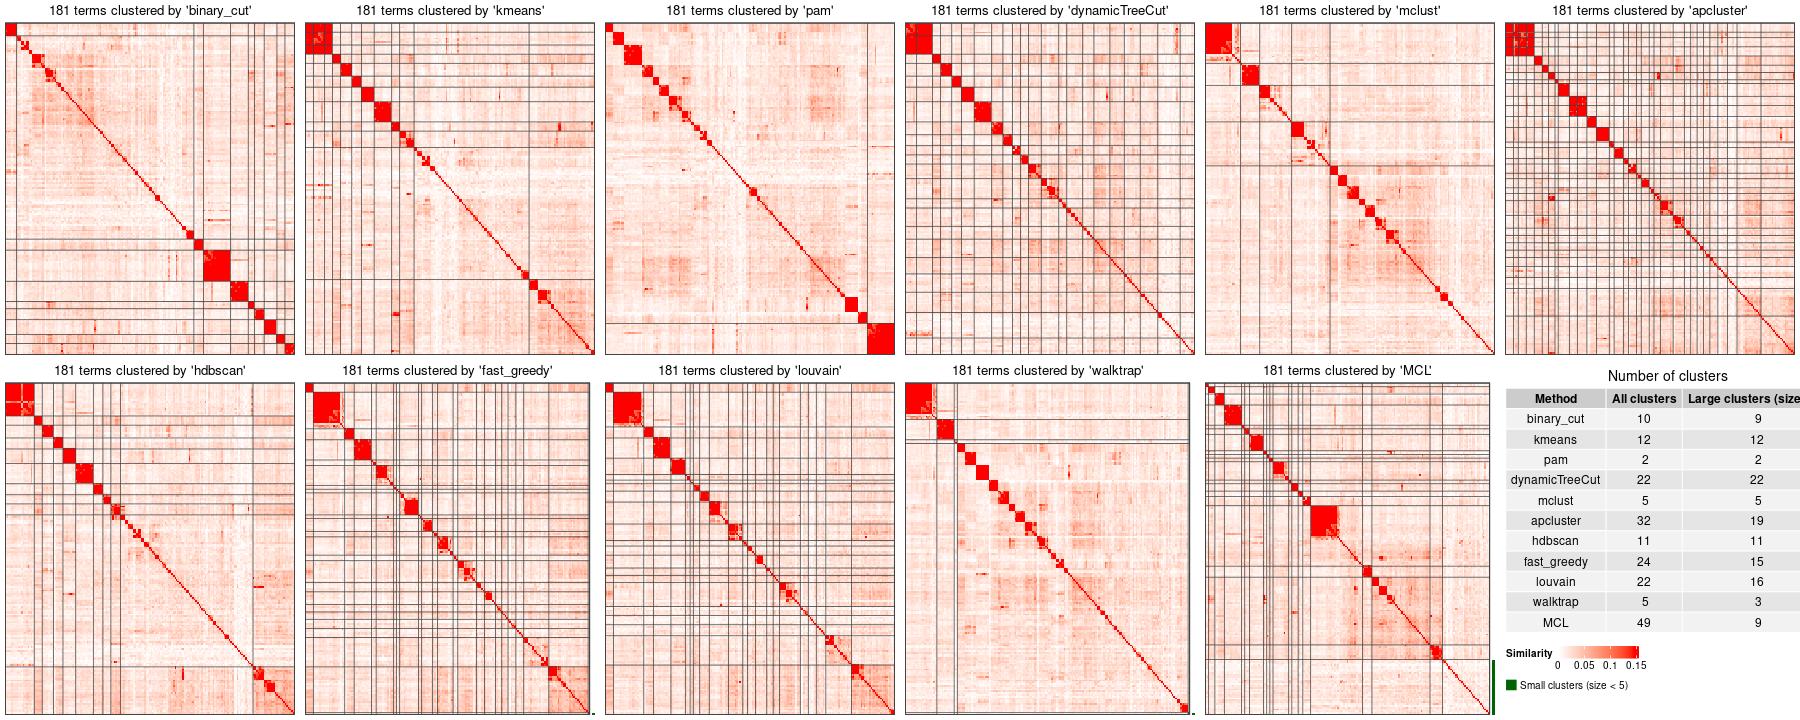 181 terms clustered by 'binary_cut'
181 terms clustered by 'kmeans'
181 terms clustered by 'pam'
181 terms clustered by 'dynamicTreeCut'
181 terms clustered by 'mclust'
181 terms clustered by 'apcluster'
181 terms clustered by 'hdbscan'
181 terms clustered by 'fast_greedy'
181 terms clustered by 'louvain'
181 terms clustered by 'walktrap'
181 terms clustered by 'MCL'
Number of clusters
Method All clusters Large clusters (size
binary_cut 10 9
kmeans 12 12
pam 2 2
dynamicTreeCut 22 22
mclust 5 5
apcluster 32 19
hdbscan 11 11
fast_greedy 24 15
louvain 22 16
walktrap 5 3
MCL 49 9
Similarity
0 0.05 0.1 0.15
Small clusters (size < 5)